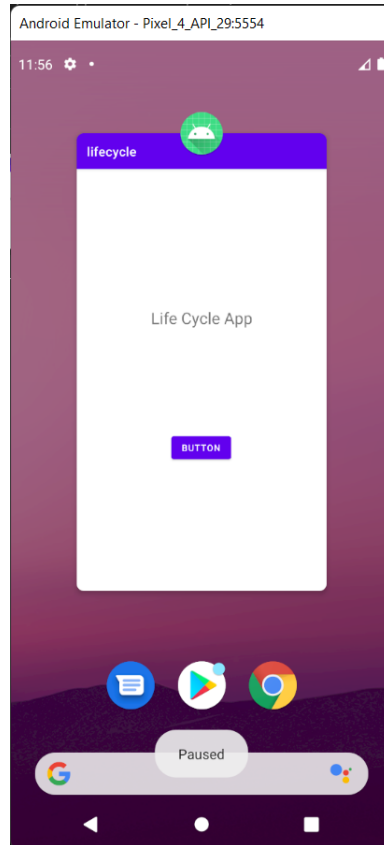 Android Emulator - Pixel_4_API_29:5554
11:56
lifecycle
Life Cycle App
BUTTON
Paused